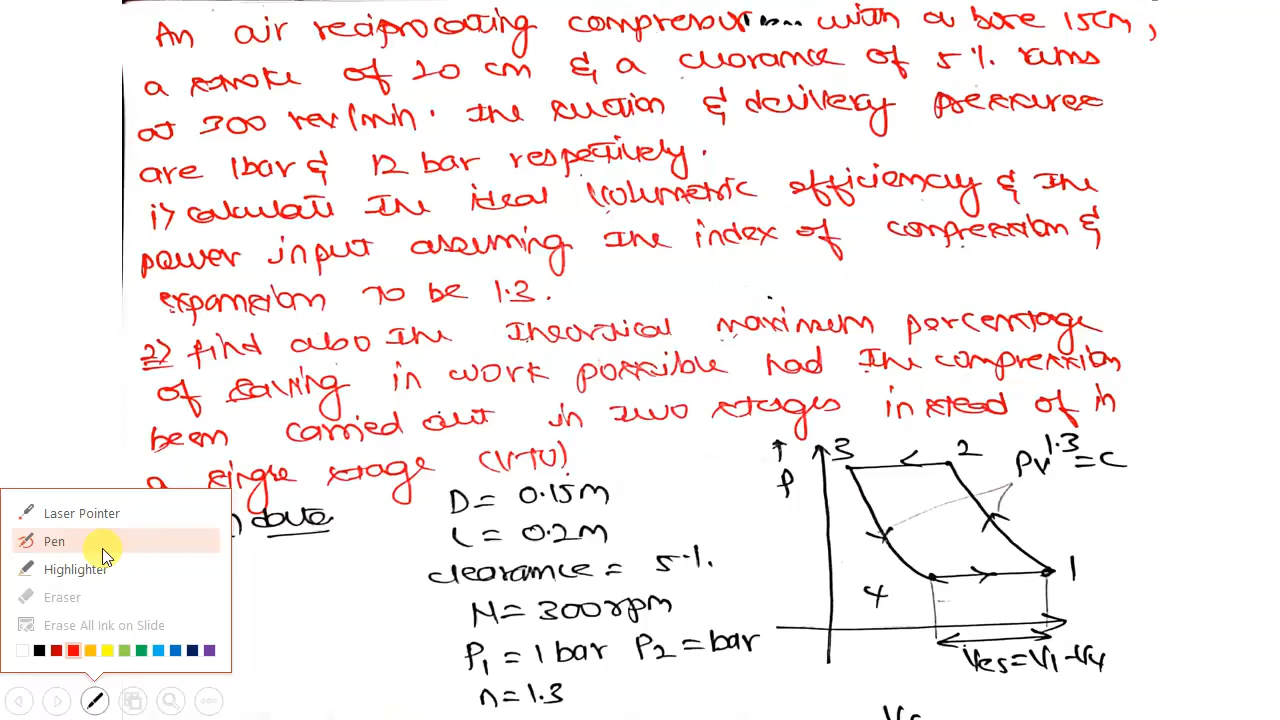 An air reciprocating compressor with a bore 15cm,
a stroke of 20 cm & a clearance of 5% runs
at 300 rev/min. The suction & delivery pressures
are 1bar & 12 bar respectively.
1) calculate The ideal Volumetric efficiency & The
power input assuming The index of compression &
expansion To be 1.3.
2) find also The Theoretical maximum percentage
of saving in work possible had The compression
been carried out in Two stages instead of in
a single stage (VTU)
) data
D = 0.15m
L = 0.2m
clearance = 5%.
N = 300rpm
P1 = 1 bar P2 = bar
n = 1.3
↑
P
3
2
PV^1.3 = C
4
1
Ves = V1 - V4
Laser Pointer
Pen
Highlighter
Eraser
Erase All Ink on Slide